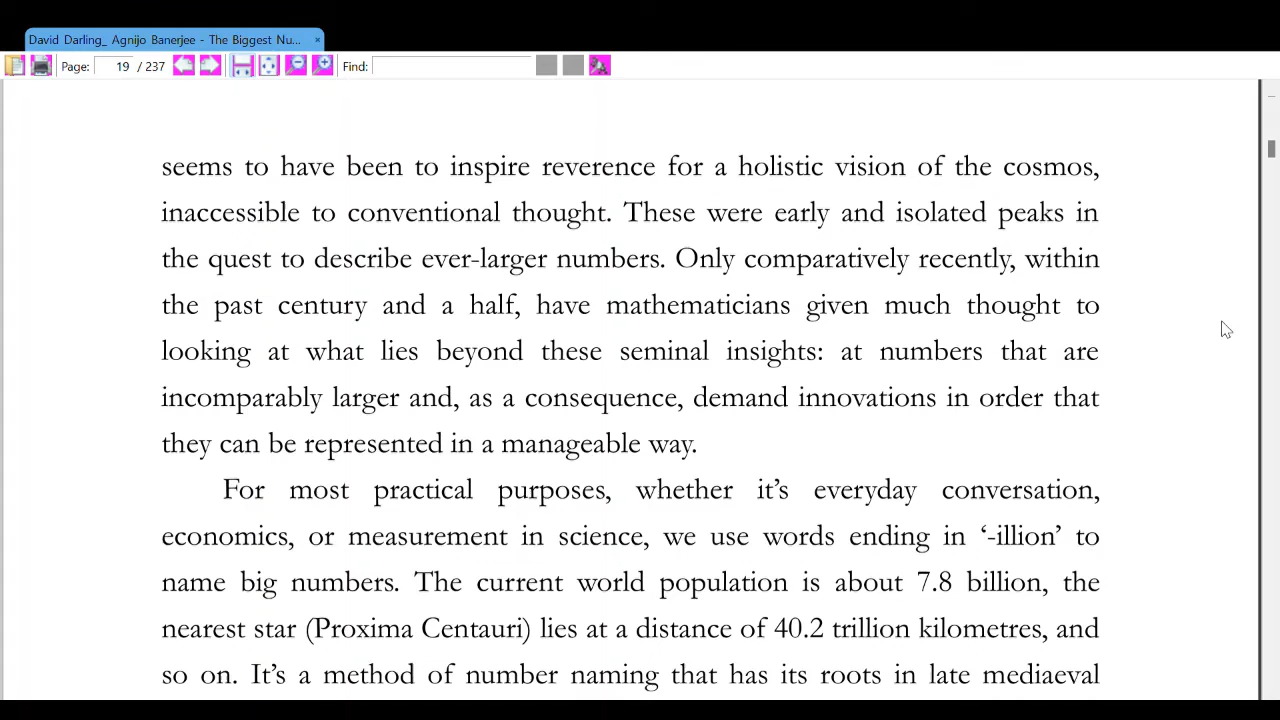 David Darling_ Agnijo Banerjee - The Biggest Nu... ×
Page: 19 / 237 Find:
seems to have been to inspire reverence for a holistic vision of the cosmos,
inaccessible to conventional thought. These were early and isolated peaks in
the quest to describe ever-larger numbers. Only comparatively recently, within
the past century and a half, have mathematicians given much thought to
looking at what lies beyond these seminal insights: at numbers that are
incomparably larger and, as a consequence, demand innovations in order that
they can be represented in a manageable way.
For most practical purposes, whether it’s everyday conversation,
economics, or measurement in science, we use words ending in ‘-illion’ to
name big numbers. The current world population is about 7.8 billion, the
nearest star (Proxima Centauri) lies at a distance of 40.2 trillion kilometres, and
so on. It’s a method of number naming that has its roots in late mediaeval